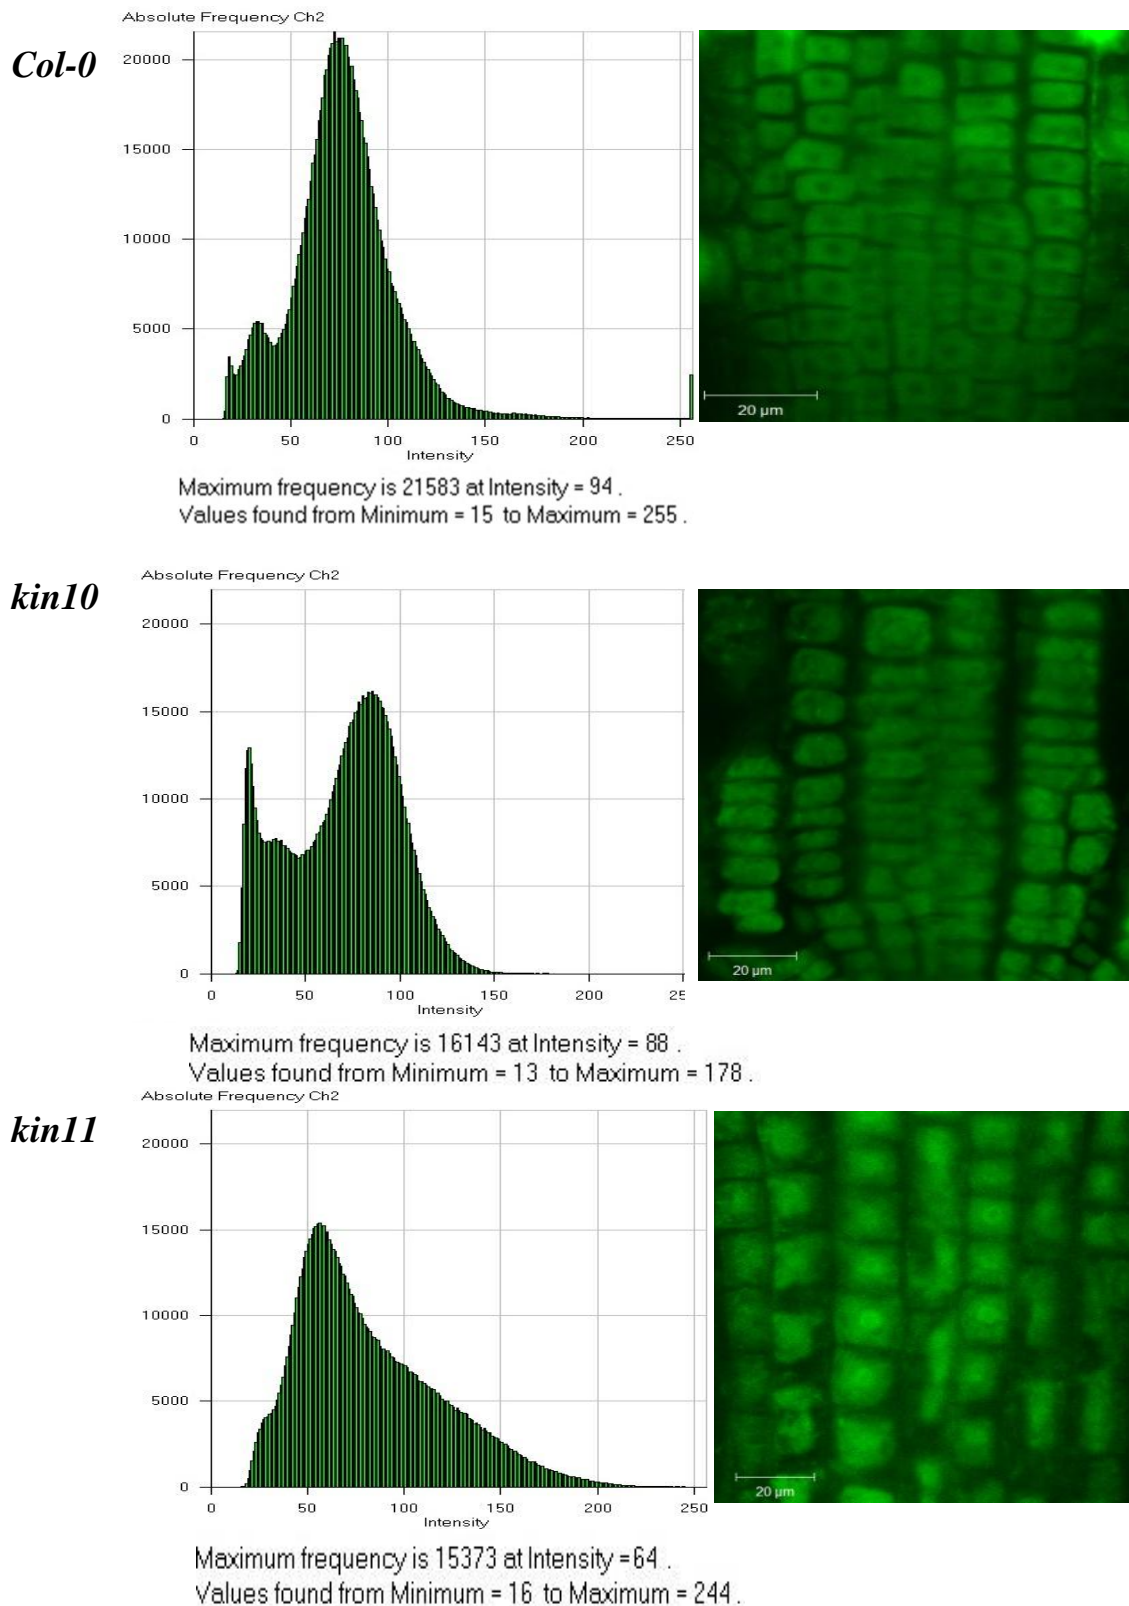 Absolute Frequency Ch2
Col-0
20000
15000
10000
5000
0
0 50 100 150 200 250
Intensity
20 µm
Maximum frequency is 21583 at Intensity = 94 .
Values found from Minimum = 15 to Maximum = 255 .
Absolute Frequency Ch2
kin10
20000
15000
10000
5000
0
0 50 100 150 200 25
Intensity
20 µm
Maximum frequency is 16143 at Intensity = 88 .
Values found from Minimum = 13 to Maximum = 178 .
Absolute Frequency Ch2
kin11
20000
15000
10000
5000
0
0 50 100 150 200 250
Intensity
20 µm
Maximum frequency is 15373 at Intensity =64 .
Values found from Minimum = 16 to Maximum = 244 .